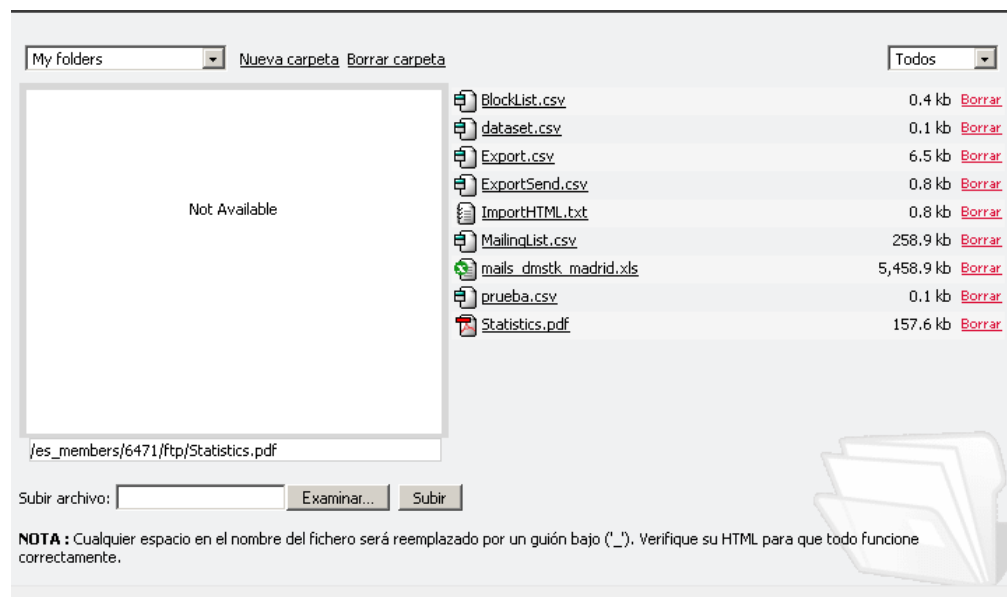 My folders Nueva carpeta Borrar carpeta Todos
BlockList.csv 0.4 kb Borrar
dataset.csv 0.1 kb Borrar
Export.csv 6.5 kb Borrar
ExportSend.csv 0.8 kb Borrar
Not Available
ImportHTML.txt 0.8 kb Borrar
MailingList.csv 258.9 kb Borrar
mails_dmstk_madrid.xls 5,458.9 kb Borrar
prueba.csv 0.1 kb Borrar
Statistics.pdf 157.6 kb Borrar
/es_members/6471/ftp/Statistics.pdf
Subir archivo: Examinar... Subir
NOTA : Cualquier espacio en el nombre del fichero será reemplazado por un guión bajo ('_'). Verifique su HTML para que todo funcione
correctamente.